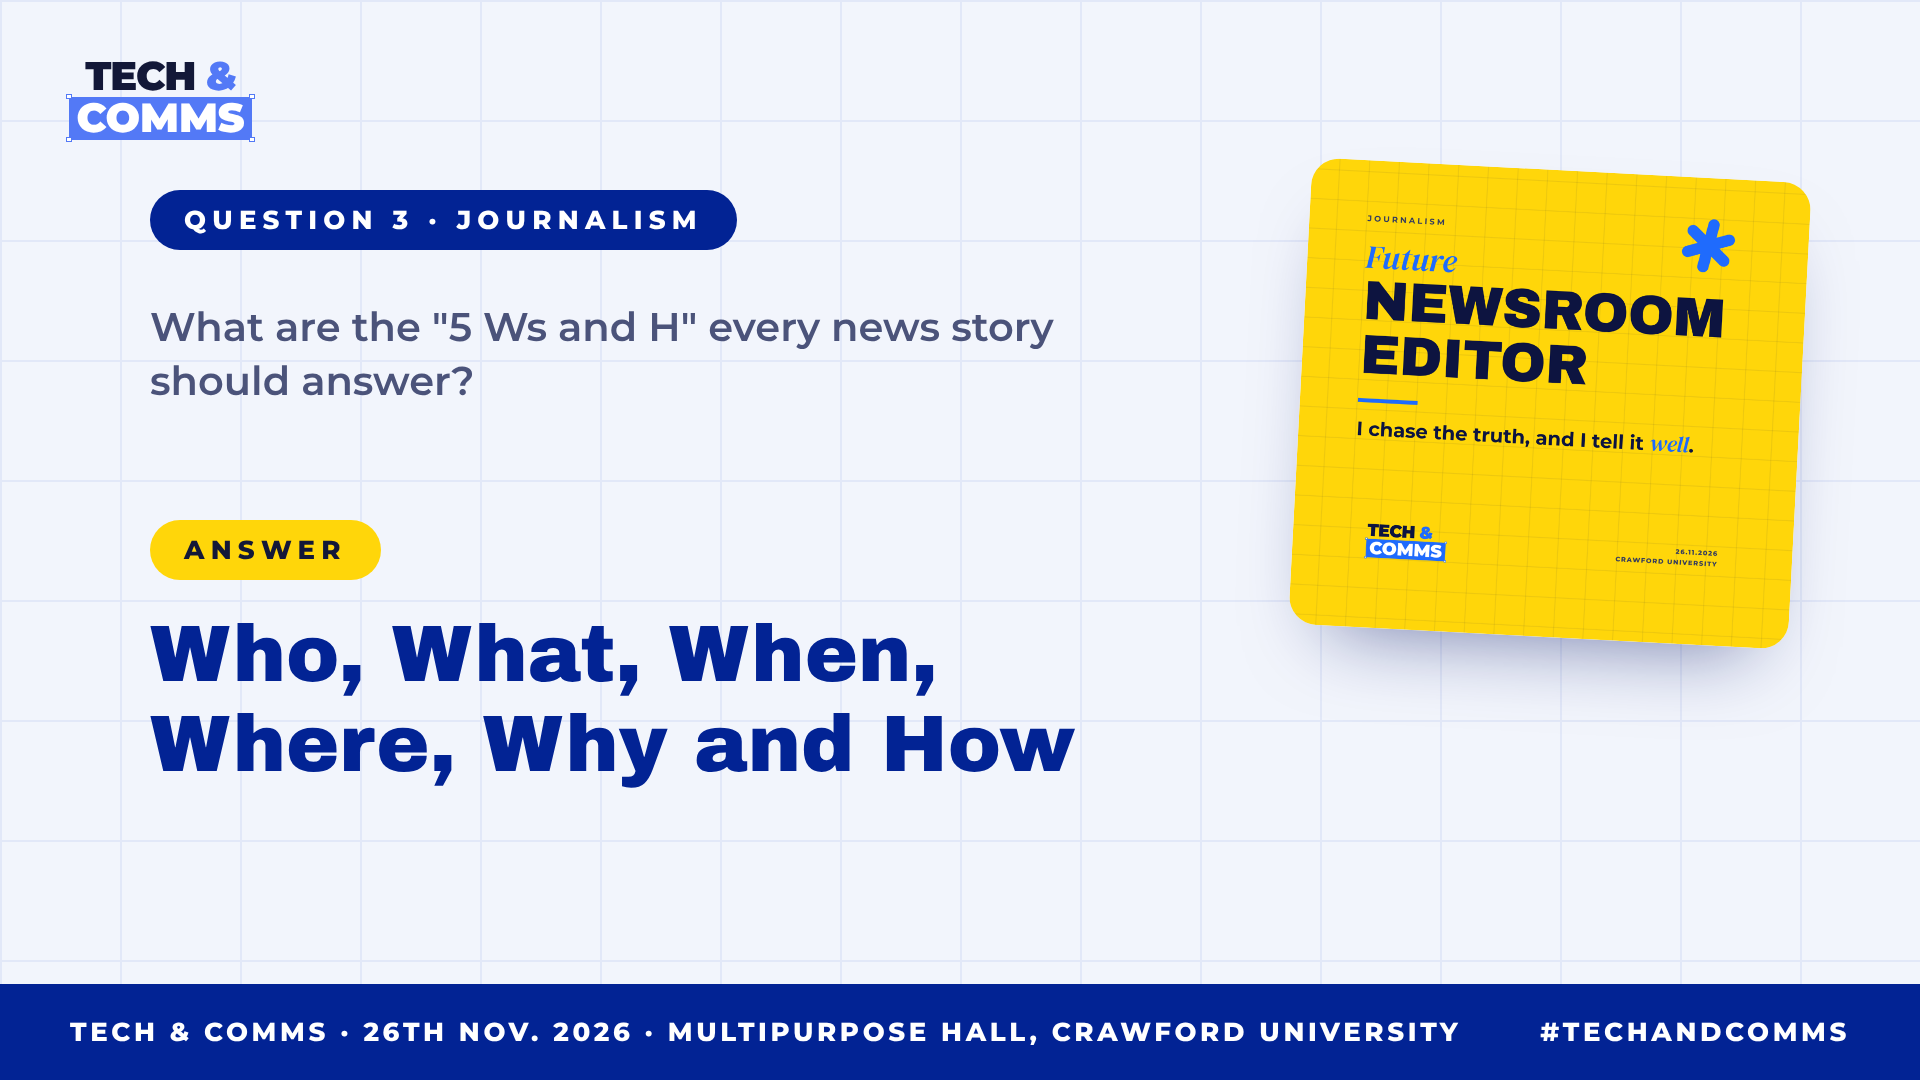 TECH &
COMMS
QUESTION 3 · JOURNALISM
What are the "5 Ws and H" every news story
should answer?
ANSWER
Who, What, When,
Where, Why and How
JOURNALISM
Future
NEWSROOM
EDITOR
I chase the truth, and I tell it well.
TECH &
COMMS
26.11.2026
CRAWFORD UNIVERSITY
TECH & COMMS · 26TH NOV. 2026 · MULTIPURPOSE HALL, CRAWFORD UNIVERSITY
#TECHANDCOMMS